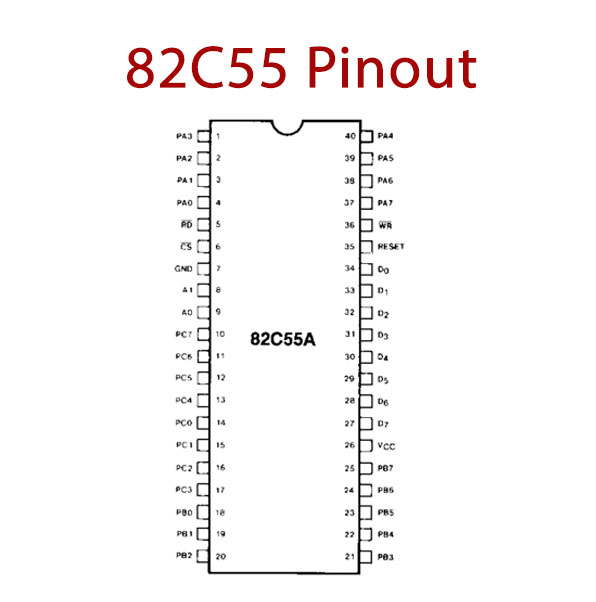 82C55 Pinout
PA3 1 40 PA4
PA2 2 39 PA5
PA1 3 38 PA6
PA0 4 37 PA7
R̅D̅ 5 36 W̅R̅
C̅S̅ 6 35 RESET
GND 7 34 D0
A1 8 33 D1
A0 9 32 D2
PC7 10 31 D3
82C55A
PC6 11 30 D4
PC5 12 29 D5
PC4 13 28 D6
PC0 14 27 D7
PC1 15 26 VCC
PC2 16 25 PB7
PC3 17 24 PB6
PB0 18 23 PB5
PB1 19 22 PB4
PB2 20 21 PB3